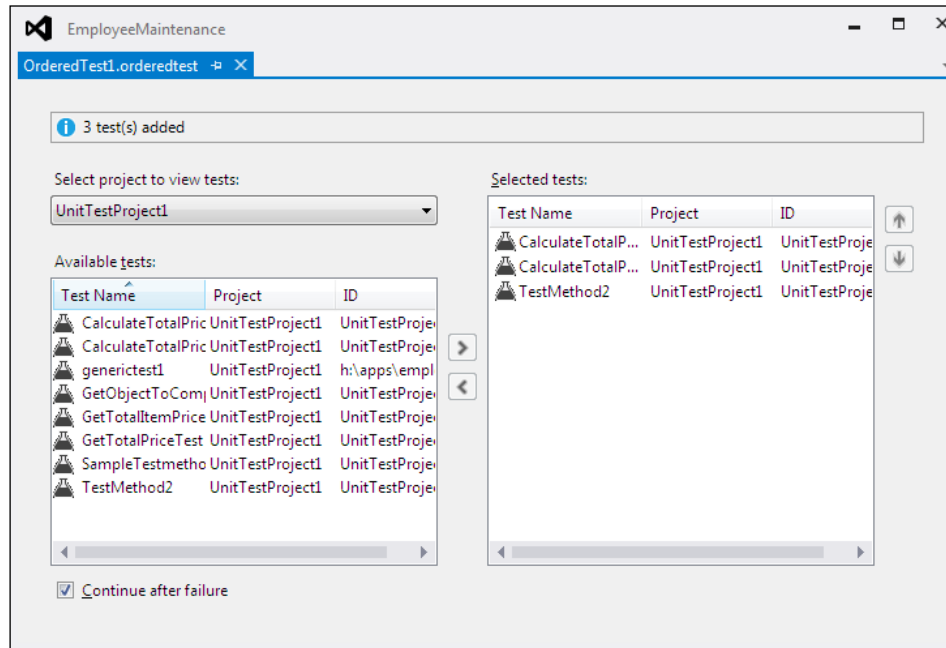 EmployeeMaintenance
OrderedTest1.orderedtest
3 test(s) added
Select project to view tests:
UnitTestProject1
Available tests:
Test Name Project ID
CalculateTotalPric UnitTestProject1 UnitTestProje
CalculateTotalPric UnitTestProject1 UnitTestProje
generictest1 UnitTestProject1 h:\apps\empl
GetObjectToCom UnitTestProject1 UnitTestProje
GetTotalItemPrice UnitTestProject1 UnitTestProje
GetTotalPriceTest UnitTestProject1 UnitTestProje
SampleTestmetho UnitTestProject1 UnitTestProje
TestMethod2 UnitTestProject1 UnitTestProje
Continue after failure
Selected tests:
Test Name Project ID
CalculateTotalP... UnitTestProject1 UnitTestProje
CalculateTotalP... UnitTestProject1 UnitTestProje
TestMethod2 UnitTestProject1 UnitTestProje